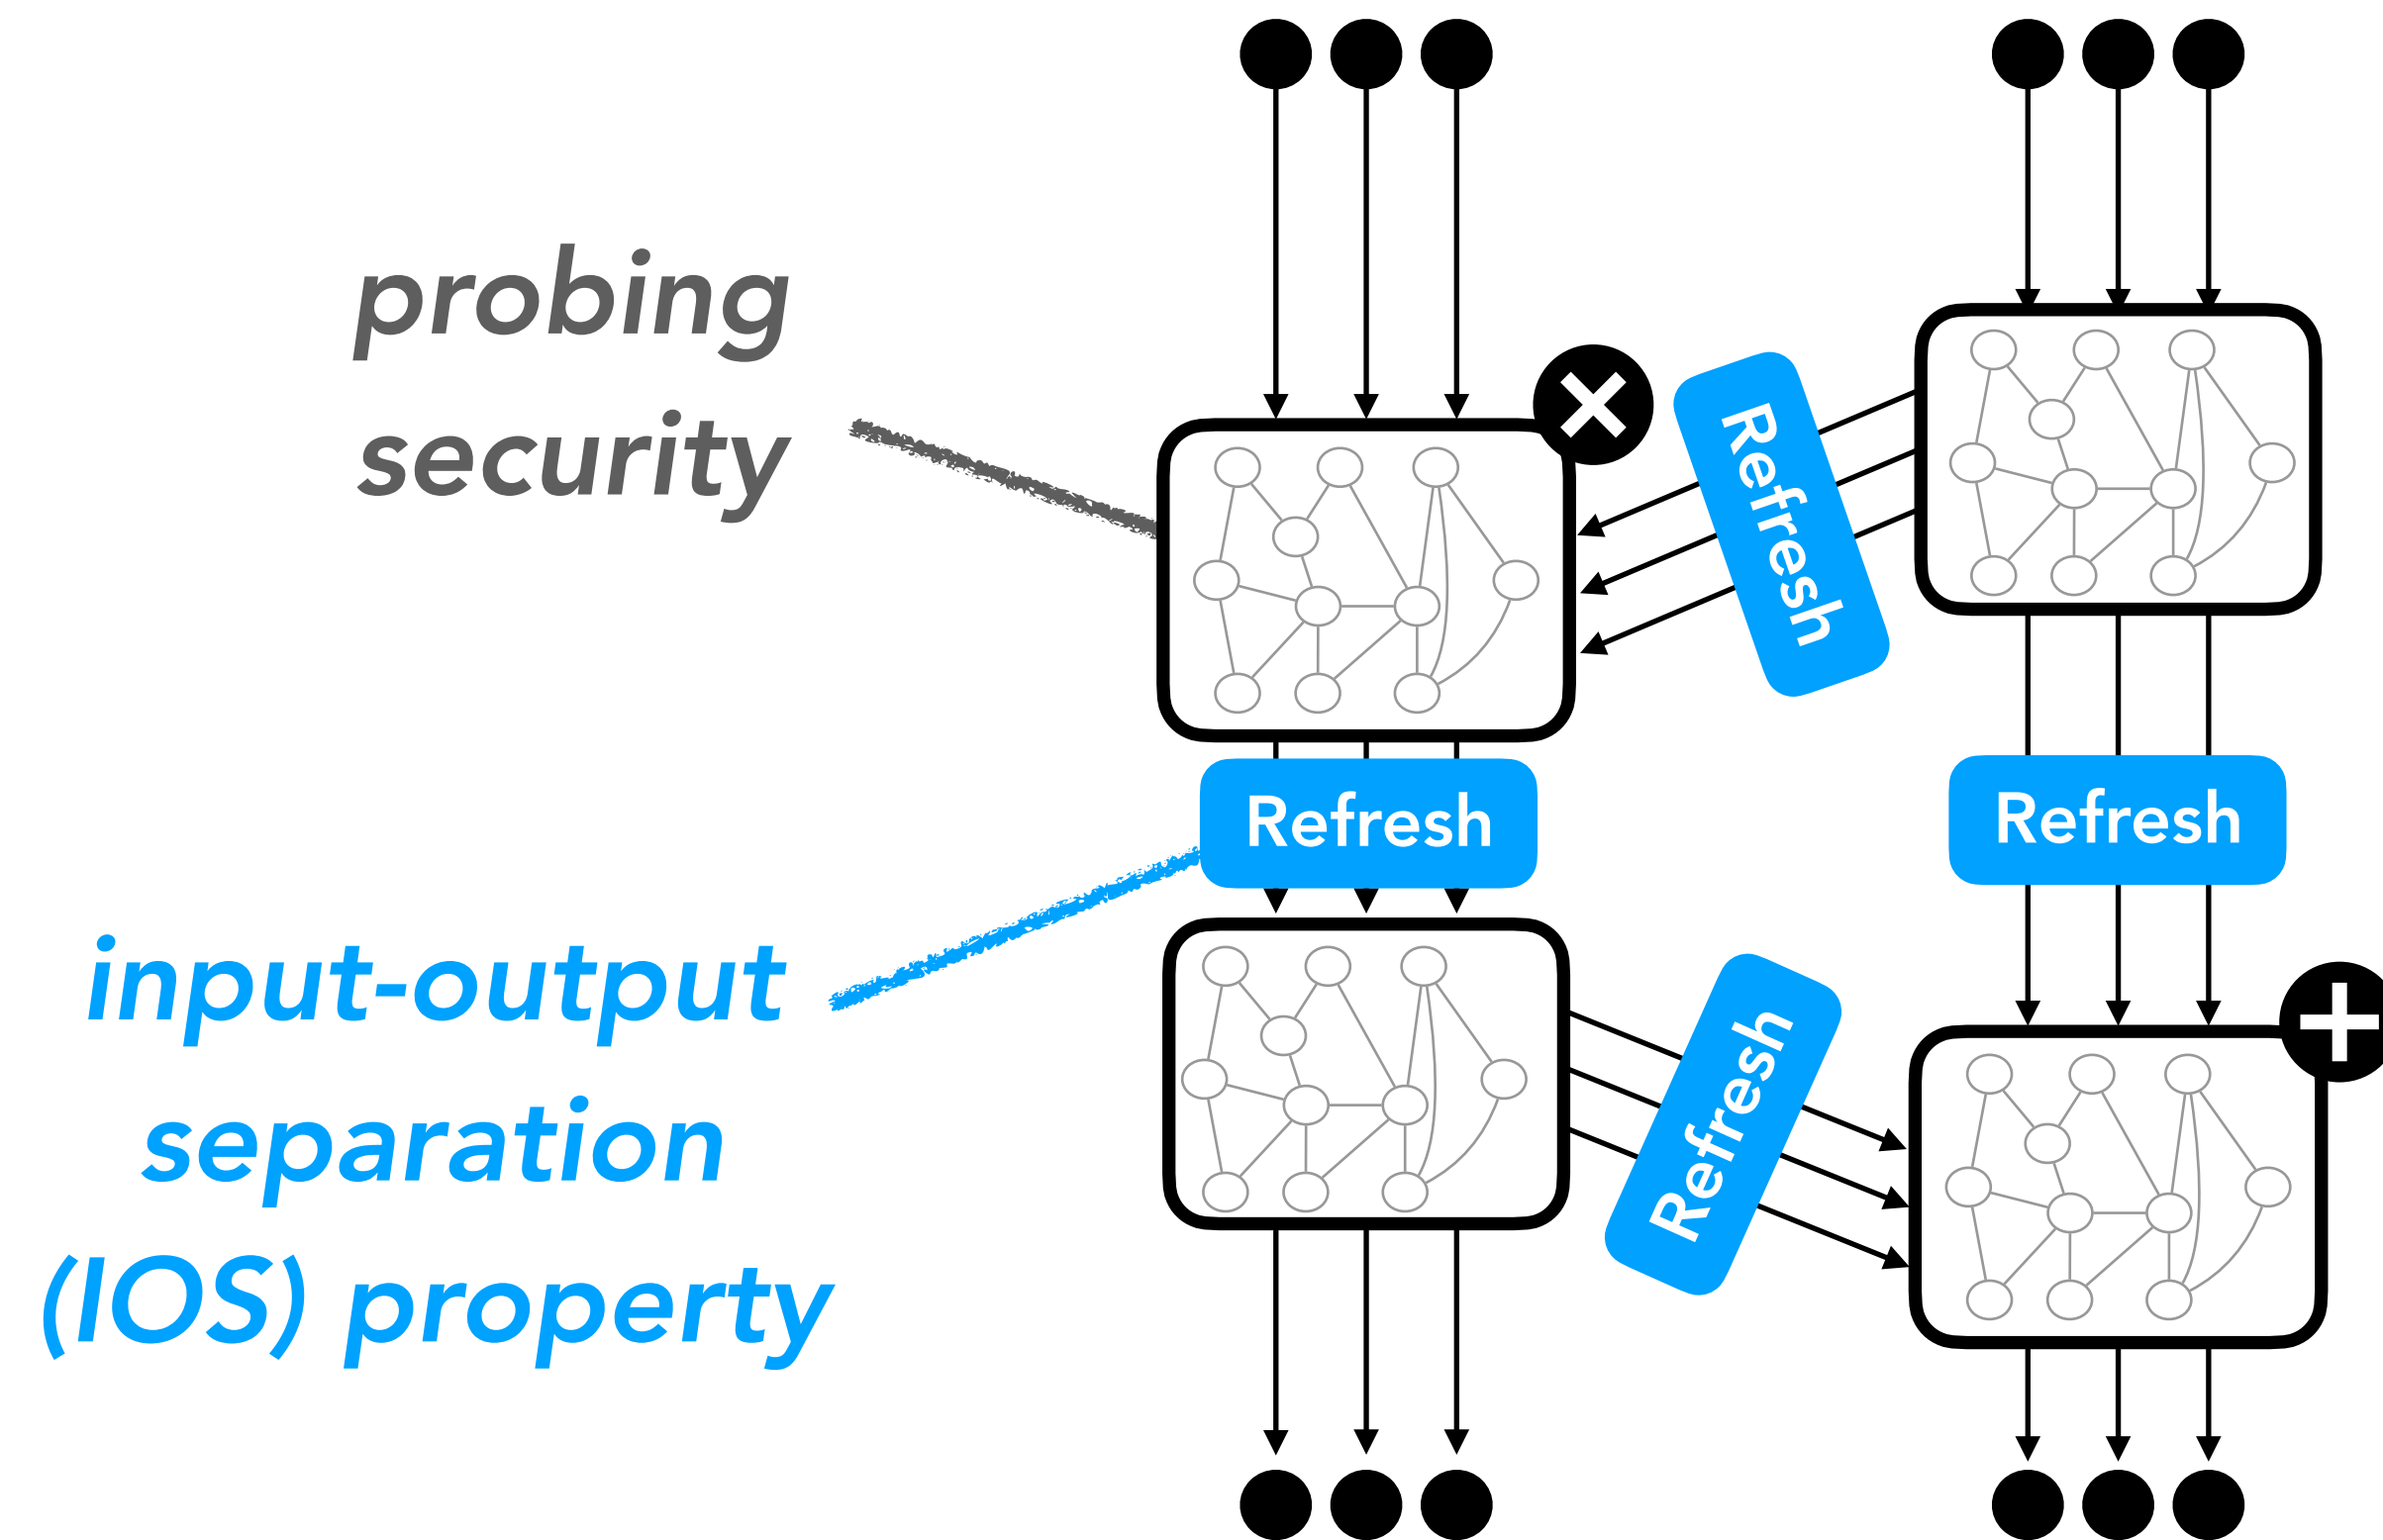 probing
security
input-output
separation
(IOS) property
Refresh
Refresh
Refresh
Refresh